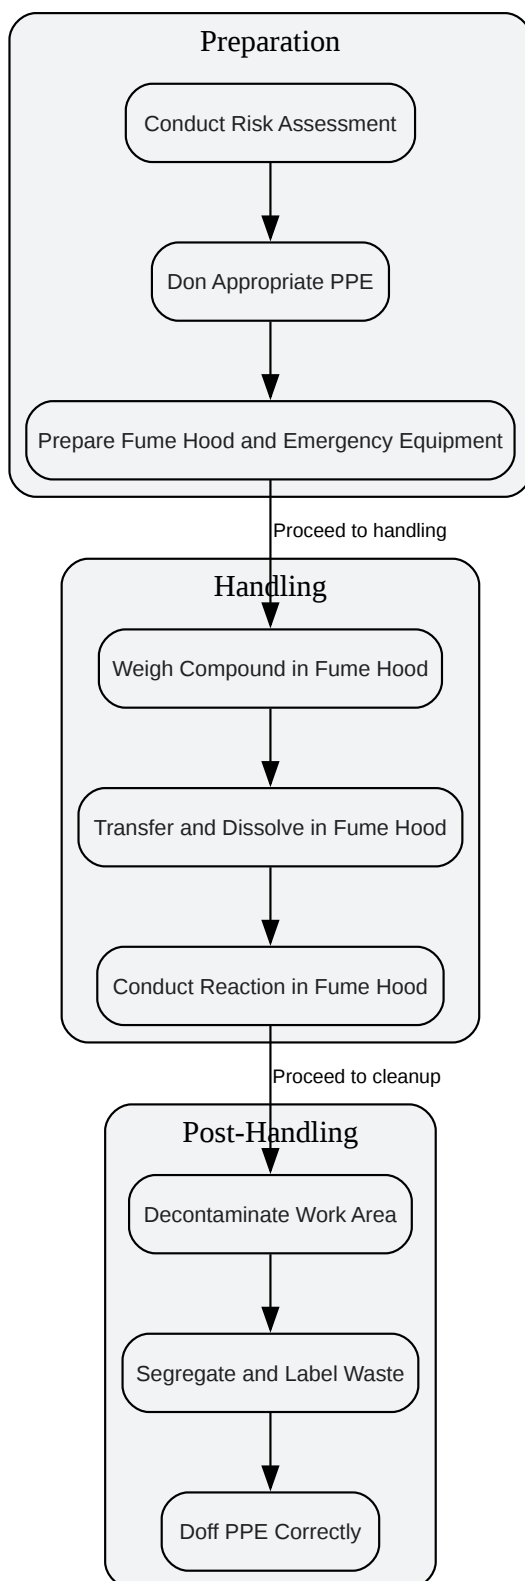 Preparation
Conduct Risk Assessment
Don Appropriate PPE
Prepare Fume Hood and Emergency Equipment
Proceed to handling
Handling
Weigh Compound in Fume Hood
Transfer and Dissolve in Fume Hood
Conduct Reaction in Fume Hood
Proceed to cleanup
Post-Handling
Decontaminate Work Area
Segregate and Label Waste
Doff PPE Correctly